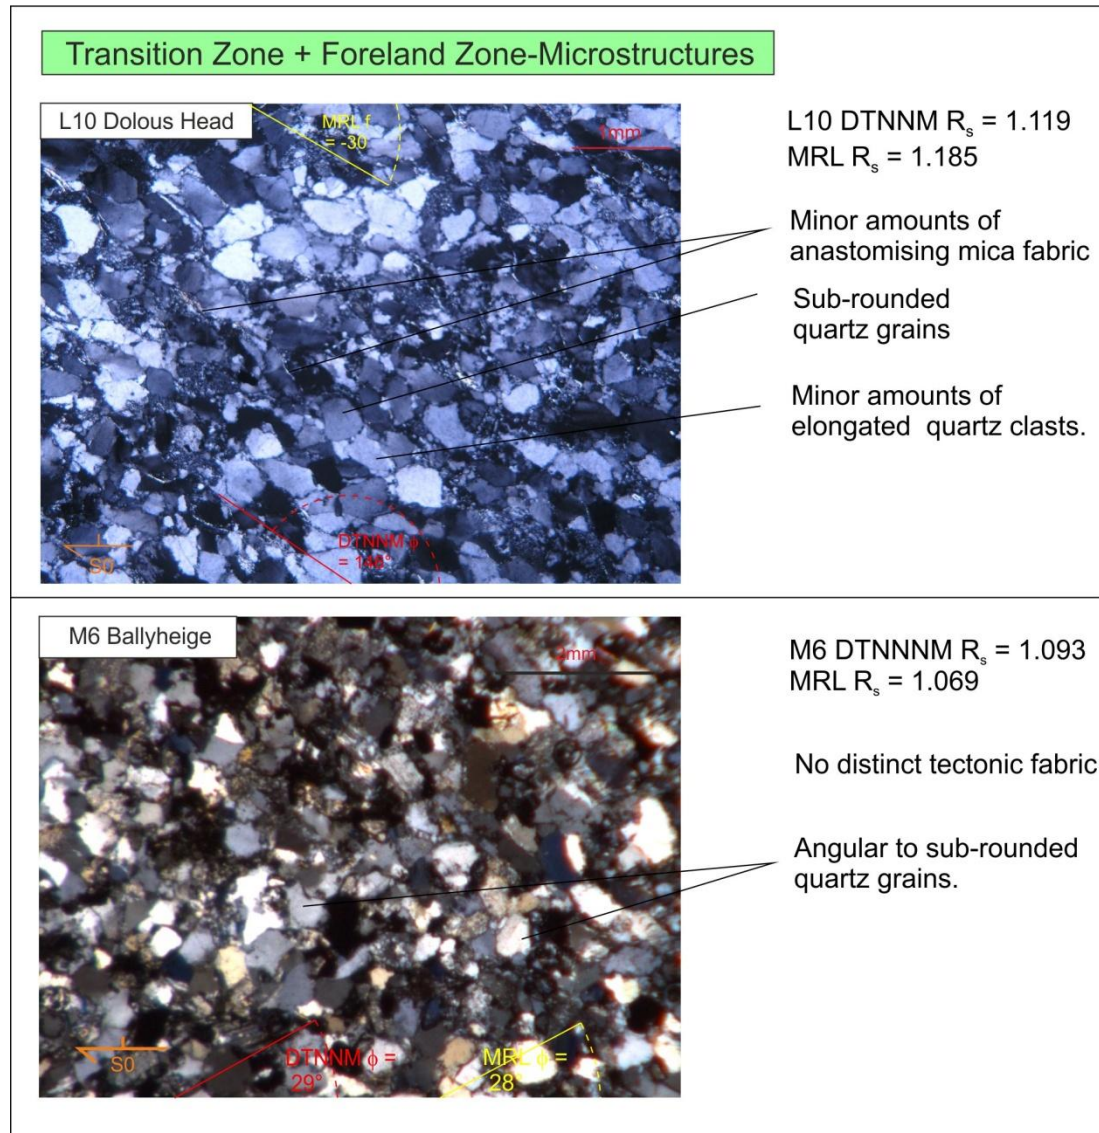 Transition Zone + Foreland Zone-Microstructures
L10 Dolous Head
MRL f
= -30
1mm
L10 DTNNM Rs = 1.119
MRL Rs = 1.185
Minor amounts of
anastomising mica fabric
Sub-rounded
quartz grains
Minor amounts of
elongated quartz clasts.
DTNNM ϕ
S0
M6 Ballyheige
M6 DTNNNM Rs = 1.093
MRL Rs = 1.069
No distinct tectonic fabric
Angular to sub-rounded
quartz grains.
S0
DTNNM ϕ =
29°
MRL ϕ =
28°